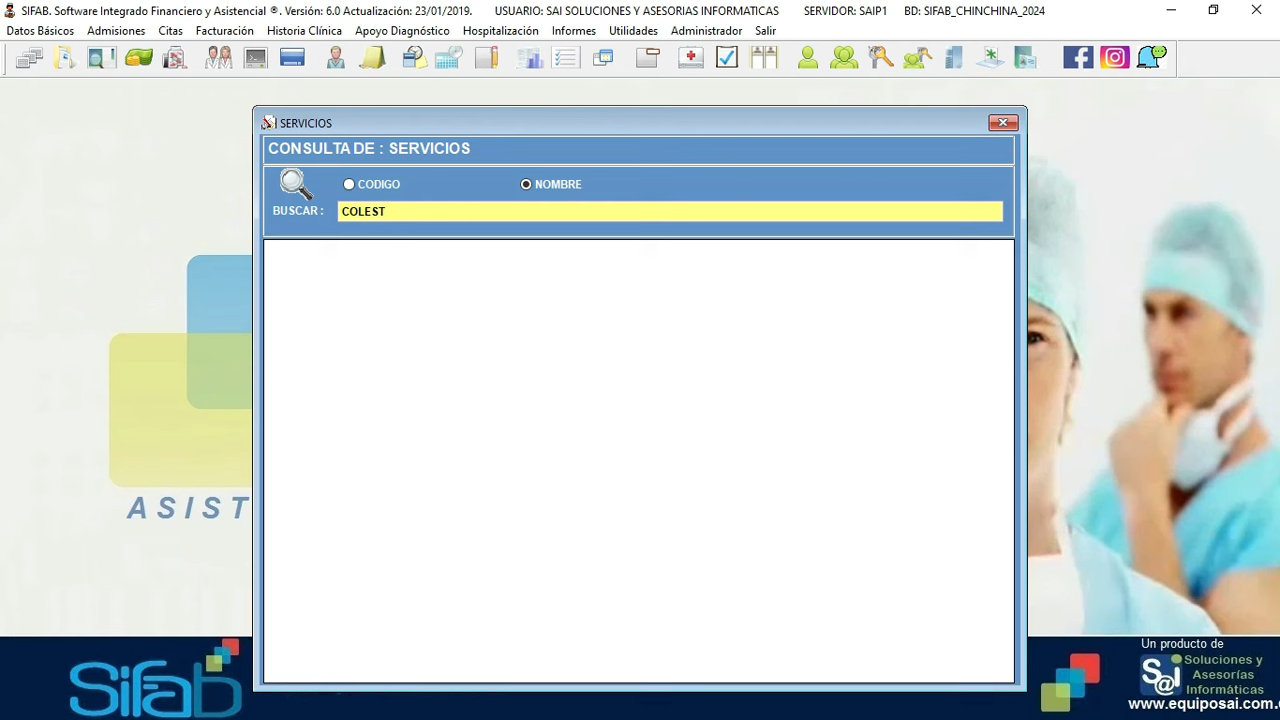 SIFAB. Software Integrado Financiero y Asistencial ®. Versión: 6.0 Actualización: 23/01/2019. USUARIO: SAI SOLUCIONES Y ASESORIAS INFORMATICAS SERVIDOR: SAIP1 BD: SIFAB_CHINCHINA_2024
Datos Básicos Admisiones Citas Facturación Historia Clínica Apoyo Diagnóstico Hospitalización Informes Utilidades Administrador Salir
SERVICIOS
CONSULTA DE : SERVICIOS
CODIGO NOMBRE
BUSCAR : COLEST
ASIST
Sifab
Un producto de
S@i Soluciones y
Asesorías
Informáticas
www.equiposai.com.